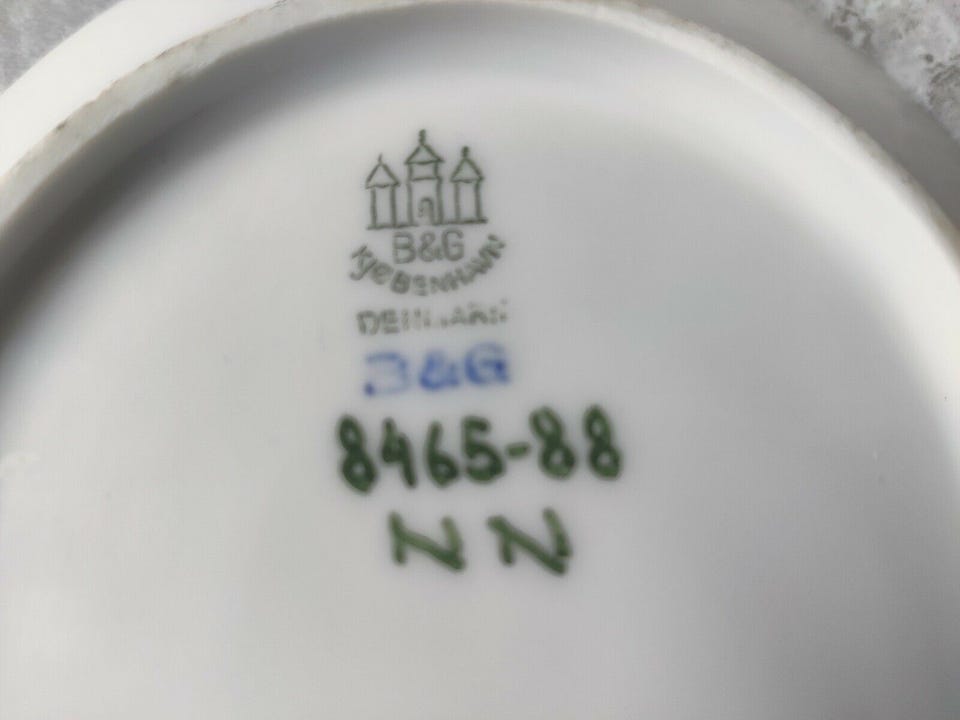 B&G
KJØBENHAVN
DENMARK
B&G
8465-88
NN